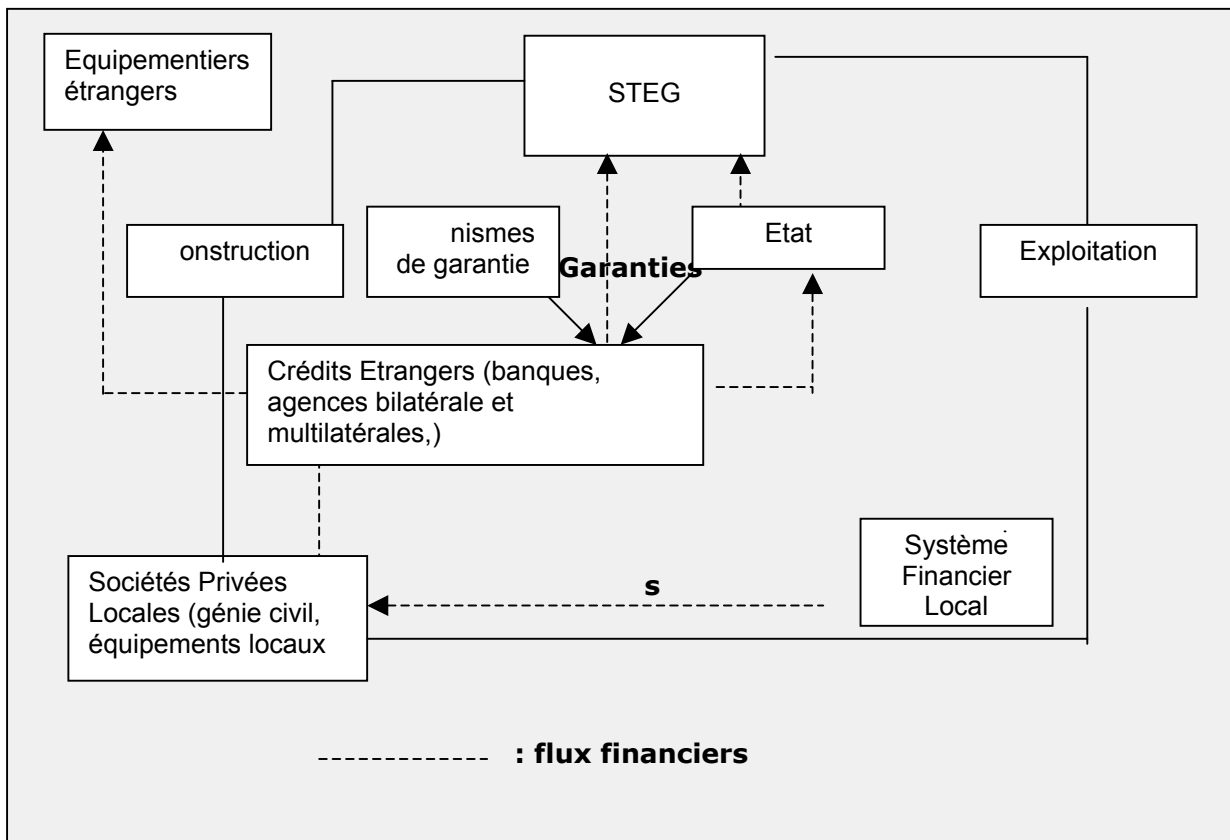 Equipementiers
étrangers
STEG
onstruction
nismes
de garantie
Garanties
Etat
Exploitation
Crédits Etrangers (banques,
agences bilatérale et
multilatérales,)
Système
Financier
Local
Sociétés Privées
Locales (génie civil,
équipements locaux
s
: flux financiers